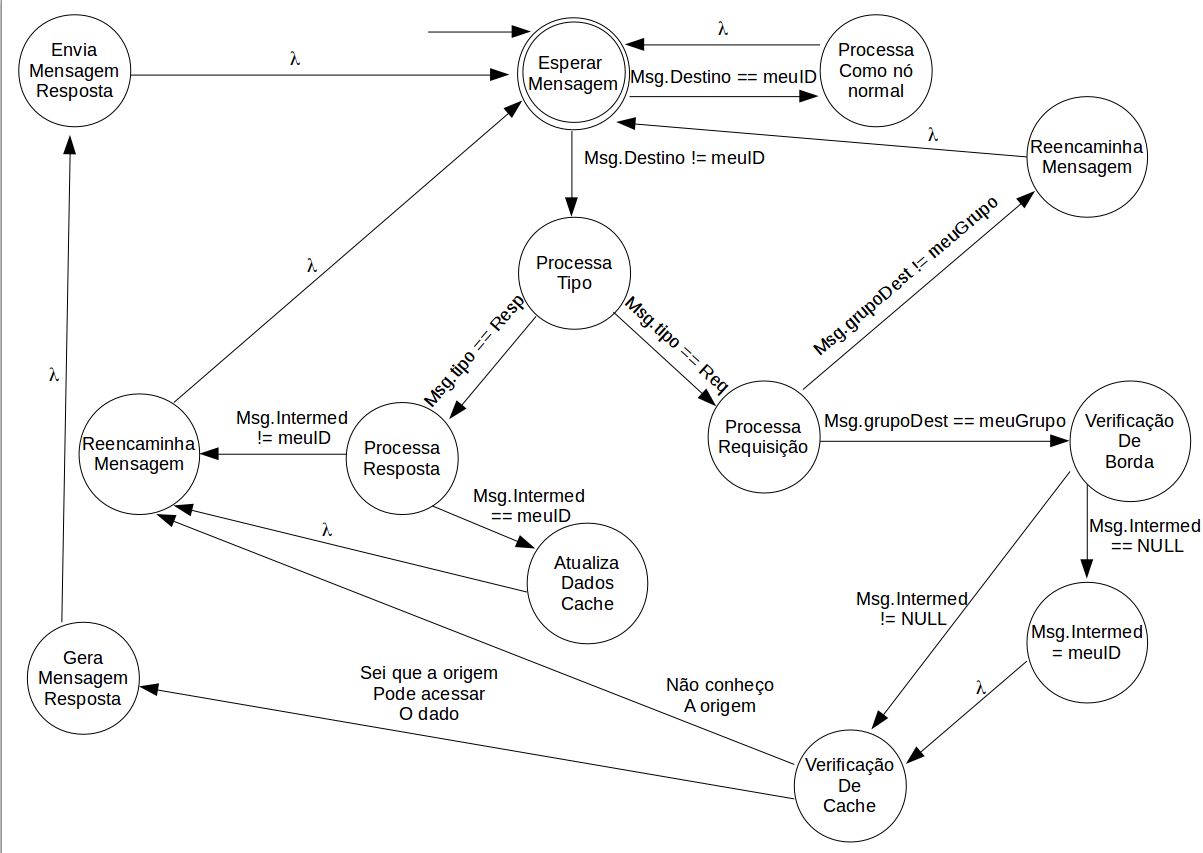 Envia
Mensagem
Resposta
λ
Esperar
Mensagem
λ
Processa
Como nó
normal
Msg.Destino == meuID
λ
Reencaminha
Mensagem
Msg.Destino != meuID
Processa
Tipo
λ
Msg.tipo == Resp
Msg.tipo == Req
Msg.grupoDest != meuGrupo
λ
Reencaminha
Mensagem
Msg.Intermed
!= meuID
Processa
Resposta
Processa
Requisição
Msg.grupoDest == meuGrupo
Verificação
De
Borda
Msg.Intermed
== meuID
λ
Atualiza
Dados
Cache
Msg.Intermed
== NULL
Msg.Intermed
!= NULL
Msg.Intermed
= meuID
λ
Gera
Mensagem
Resposta
Sei que a origem
Pode acessar
O dado
Não conheço
A origem
Verificação
De
Cache